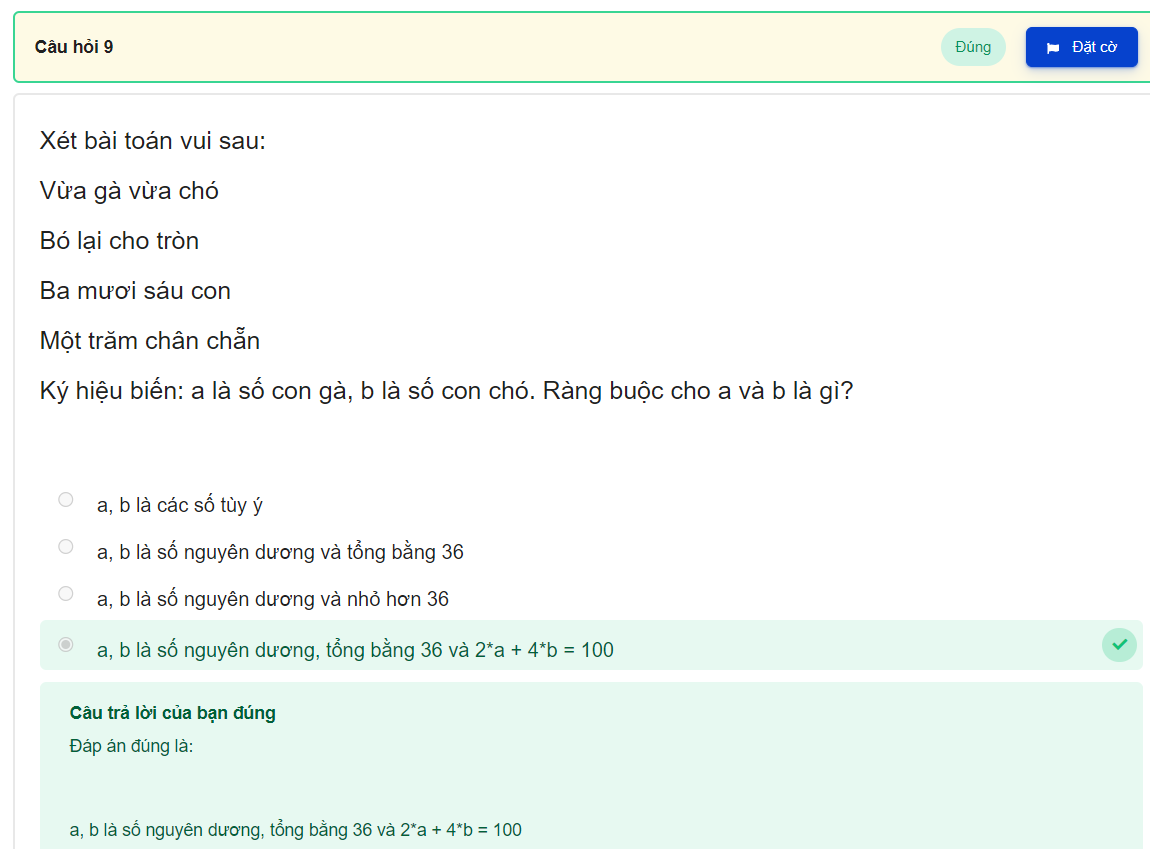 Câu hỏi 9
Đúng
Đặt cờ
Xét bài toán vui sau:
Vừa gà vừa chó
Bó lại cho tròn
Ba mươi sáu con
Một trăm chân chẵn
Ký hiệu biến: a là số con gà, b là số con chó. Ràng buộc cho a và b là gì?
a, b là các số tùy ý
a, b là số nguyên dương và tổng bằng 36
a, b là số nguyên dương và nhỏ hơn 36
a, b là số nguyên dương, tổng bằng 36 và 2*a + 4*b = 100
Câu trả lời của bạn đúng
Đáp án đúng là:
a, b là số nguyên dương, tổng bằng 36 và 2*a + 4*b = 100